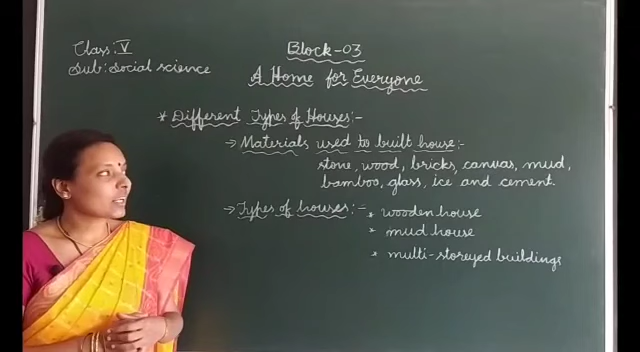 Class: V
Sub: Social science
Block-03
A Home for Everyone
* Different Types of Houses:-
→ Materials used to built house:-
stone, wood, bricks, canvas, mud,
bamboo, glass, ice and cement.
→ Types of houses:-
* wooden house
* mud house
* multi-storeyed buildings